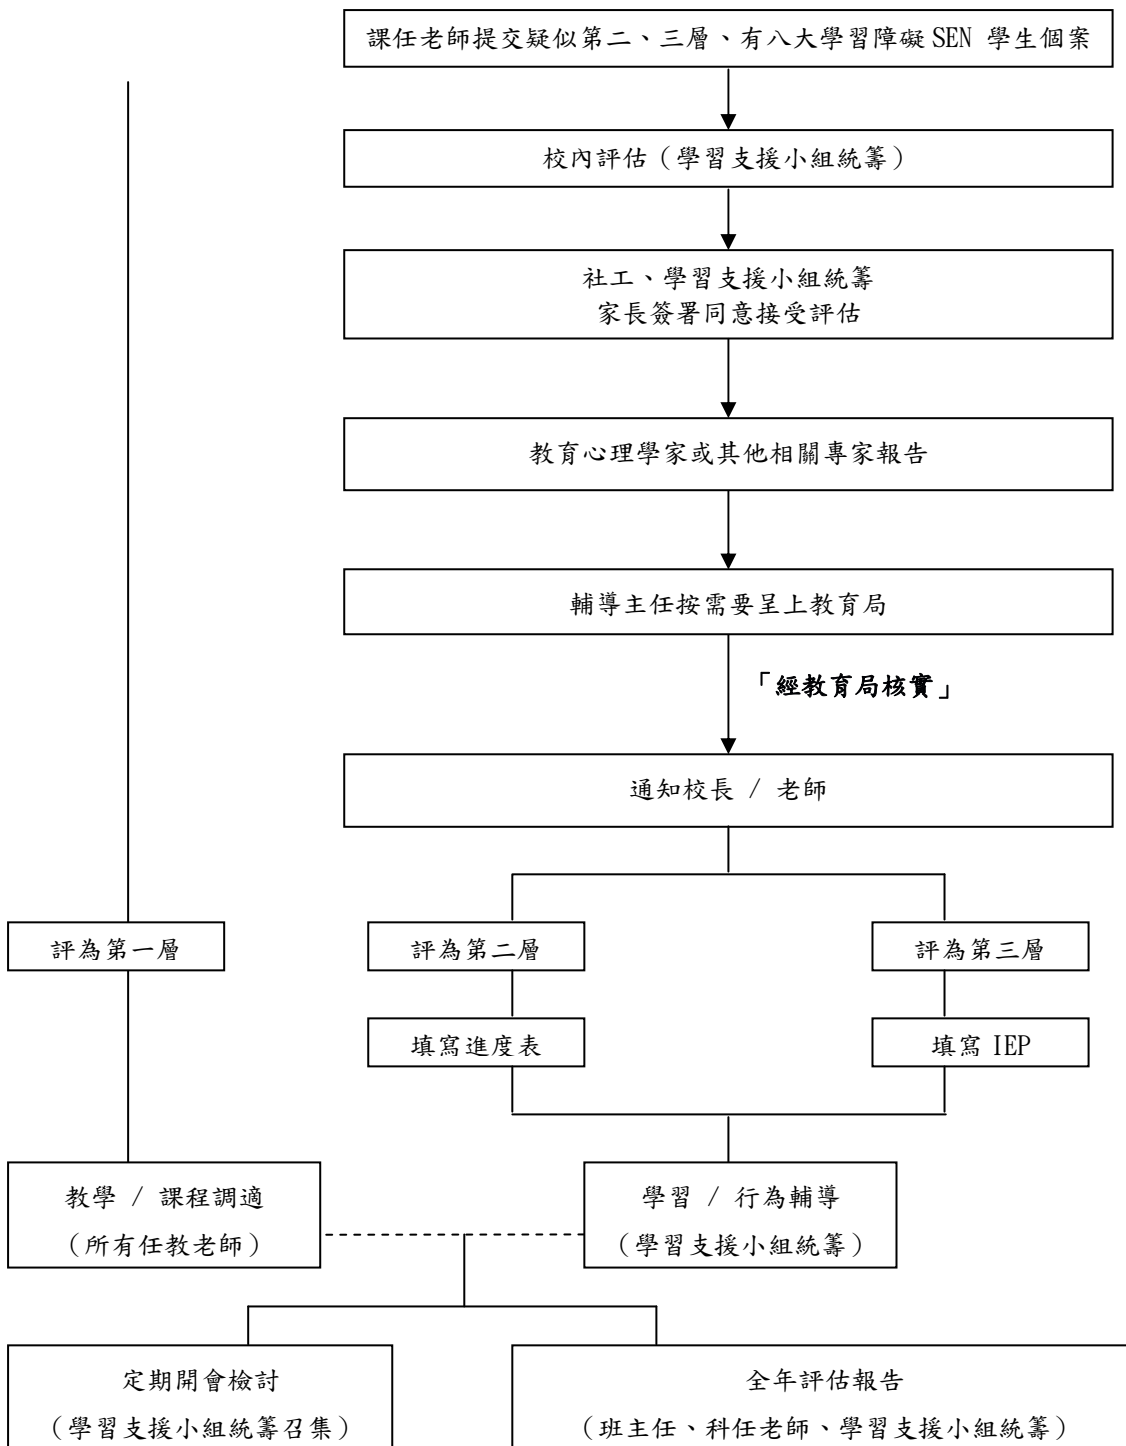 課任老師提交疑似第二、三層、有八大學習障礙 SEN 學生個案
校內評估（學習支援小組統籌）
社工、學習支援小組統籌
家長簽署同意接受評估
教育心理學家或其他相關專家報告
輔導主任按需要呈上教育局
「經教育局核實」
通知校長 / 老師
評為第一層
評為第二層
評為第三層
填寫進度表
填寫 IEP
教學 / 課程調適
（所有任教老師）
學習 / 行為輔導
（學習支援小組統籌）
定期開會檢討
（學習支援小組統籌召集）
全年評估報告
（班主任、科任老師、學習支援小組統籌）